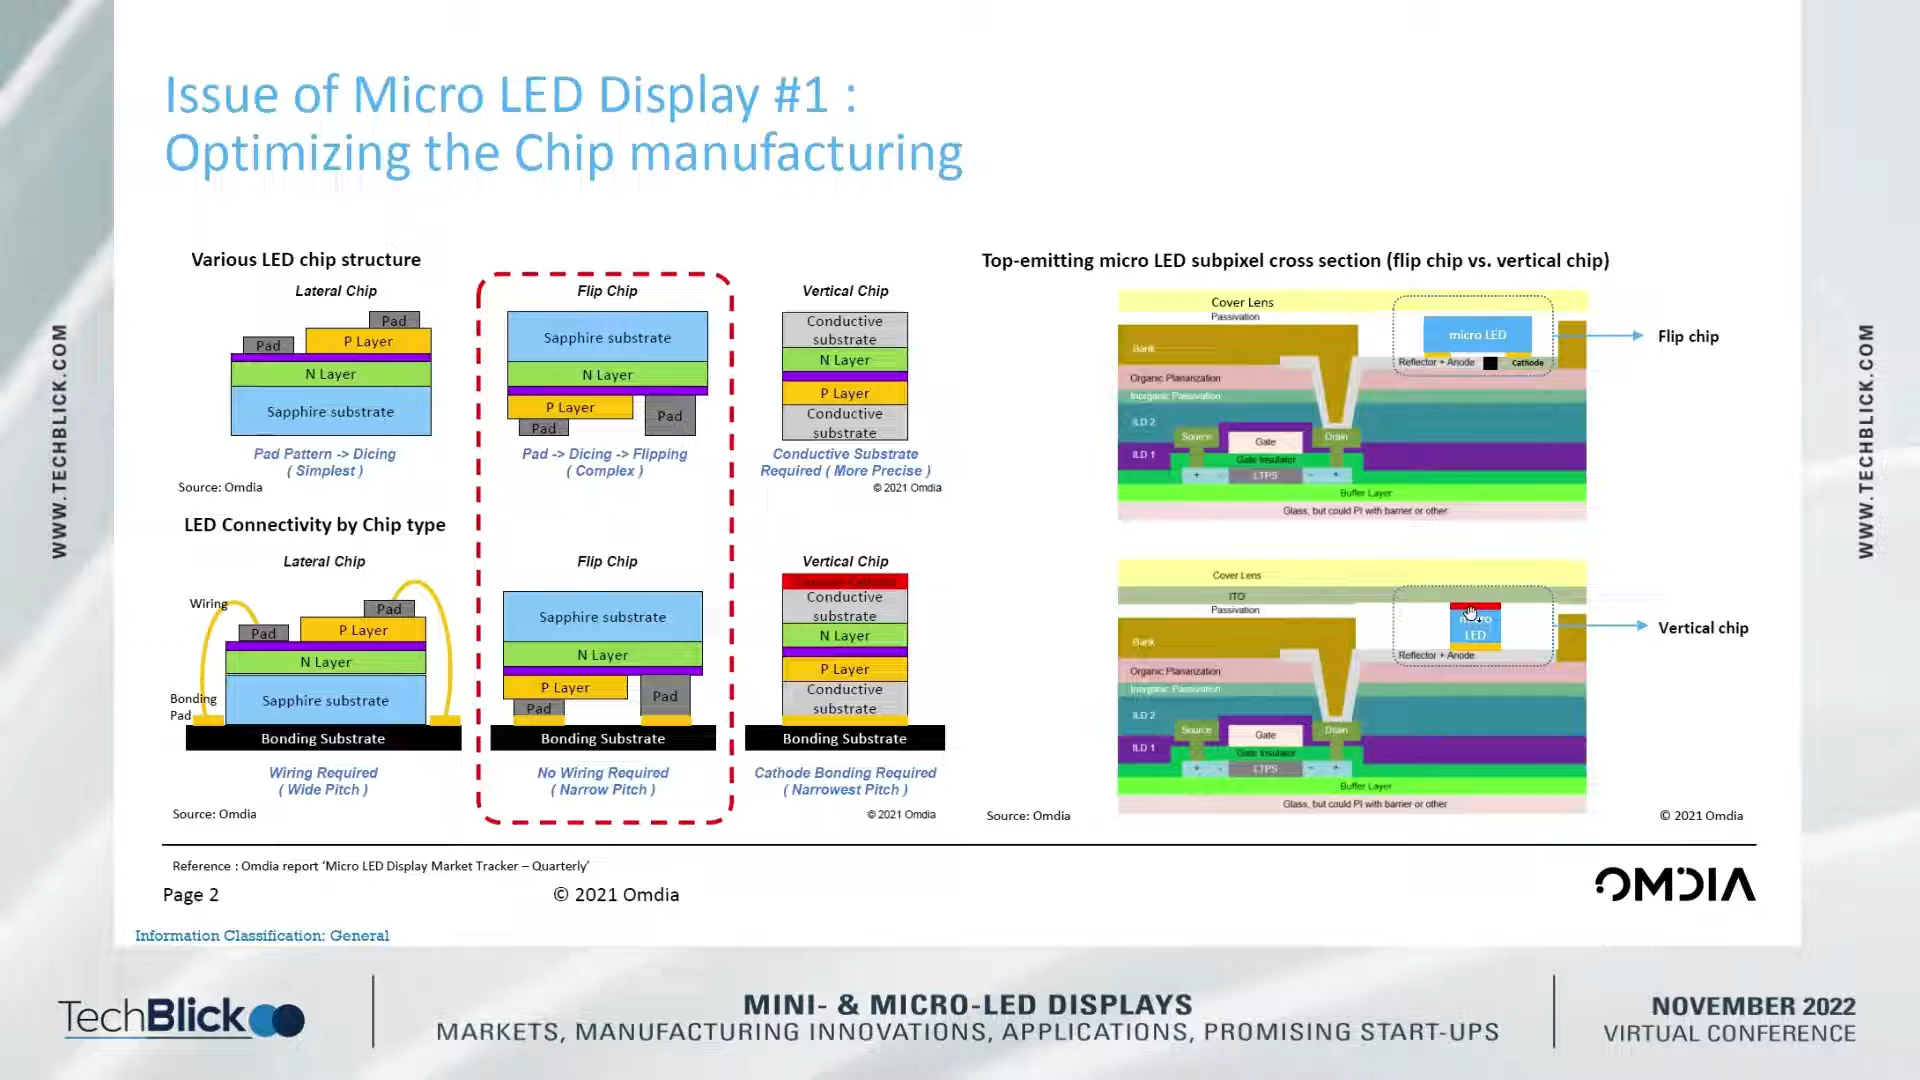 Issue of Micro LED Display #1 :
Optimizing the Chip manufacturing
Various LED chip structure
Lateral Chip
Pad
Pad
P Layer
N Layer
Sapphire substrate
Pad Pattern -> Dicing
( Simplest )
Source: Omdia
Flip Chip
Sapphire substrate
N Layer
P Layer
Pad
Pad
Pad -> Dicing -> Flipping
( Complex )
Vertical Chip
Conductive
substrate
N Layer
P Layer
Conductive
substrate
Conductive Substrate
Required ( More Precise )
© 2021 Omdia
LED Connectivity by Chip type
Lateral Chip
Wiring
Pad
Pad
P Layer
N Layer
Sapphire substrate
Bonding
Pad
Bonding Substrate
Wiring Required
( Wide Pitch )
Source: Omdia
Flip Chip
Sapphire substrate
N Layer
P Layer
Pad
Pad
Bonding Substrate
No Wiring Required
( Narrow Pitch )
Vertical Chip
Conductive
substrate
N Layer
P Layer
Conductive
substrate
Bonding Substrate
Cathode Bonding Required
( Narrowest Pitch )
© 2021 Omdia
Top-emitting micro LED subpixel cross section (flip chip vs. vertical chip)
Cover Lens
Passivation
micro LED
Flip chip
Bank
Reflector + Anode
Cathode
Organic Planarization
Inorganic Passivation
ILD 2
Source
Gate
Drain
ILD 1
Gate Insulator
+ - LTPS - +
Buffer Layer
Glass, but could PI with barrier or other
Cover Lens
ITO
Passivation
LED
Vertical chip
Bank
Reflector + Anode
Organic Planarization
Inorganic Passivation
ILD 2
Source
Gate
Drain
ILD 1
Gate Insulator
+ - LTPS - +
Buffer Layer
Glass, but could PI with barrier or other
Source: Omdia
© 2021 Omdia
Reference : Omdia report ‘Micro LED Display Market Tracker – Quarterly’
Page 2
© 2021 Omdia
OMDIA
Information Classification: General
WWW.TECHBLICK.COM
WWW.TECHBLICK.COM
TechBlick
MINI- & MICRO-LED DISPLAYS
MARKETS, MANUFACTURING INNOVATIONS, APPLICATIONS, PROMISING START-UPS
NOVEMBER 2022
VIRTUAL CONFERENCE